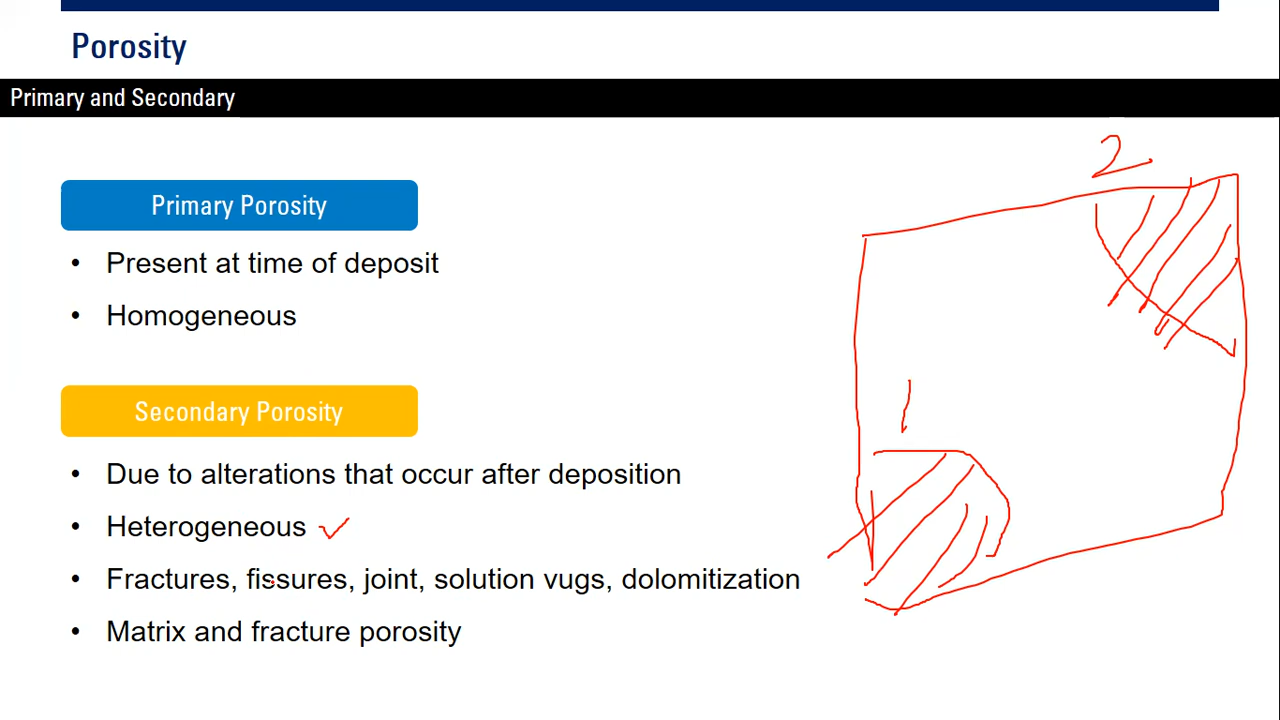 Porosity
Primary and Secondary
Primary Porosity
• Present at time of deposit
• Homogeneous
Secondary Porosity
• Due to alterations that occur after deposition
• Heterogeneous ✓
• Fractures, fissures, joint, solution vugs, dolomitization
• Matrix and fracture porosity
2
1